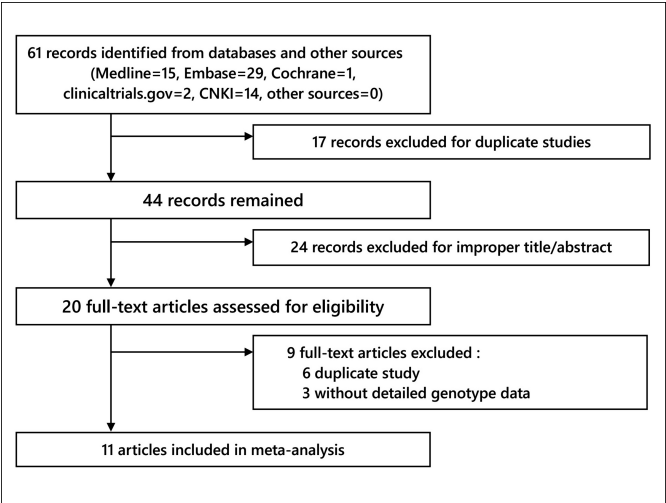 61 records identified from databases and other sources
(Medline=15, Embase=29, Cochrane=1,
clinicaltrials.gov=2, CNKI=14, other sources=0)
17 records excluded for duplicate studies
44 records remained
24 records excluded for improper title/abstract
20 full-text articles assessed for eligibility
9 full-text articles excluded :
6 duplicate study
3 without detailed genotype data
11 articles included in meta-analysis